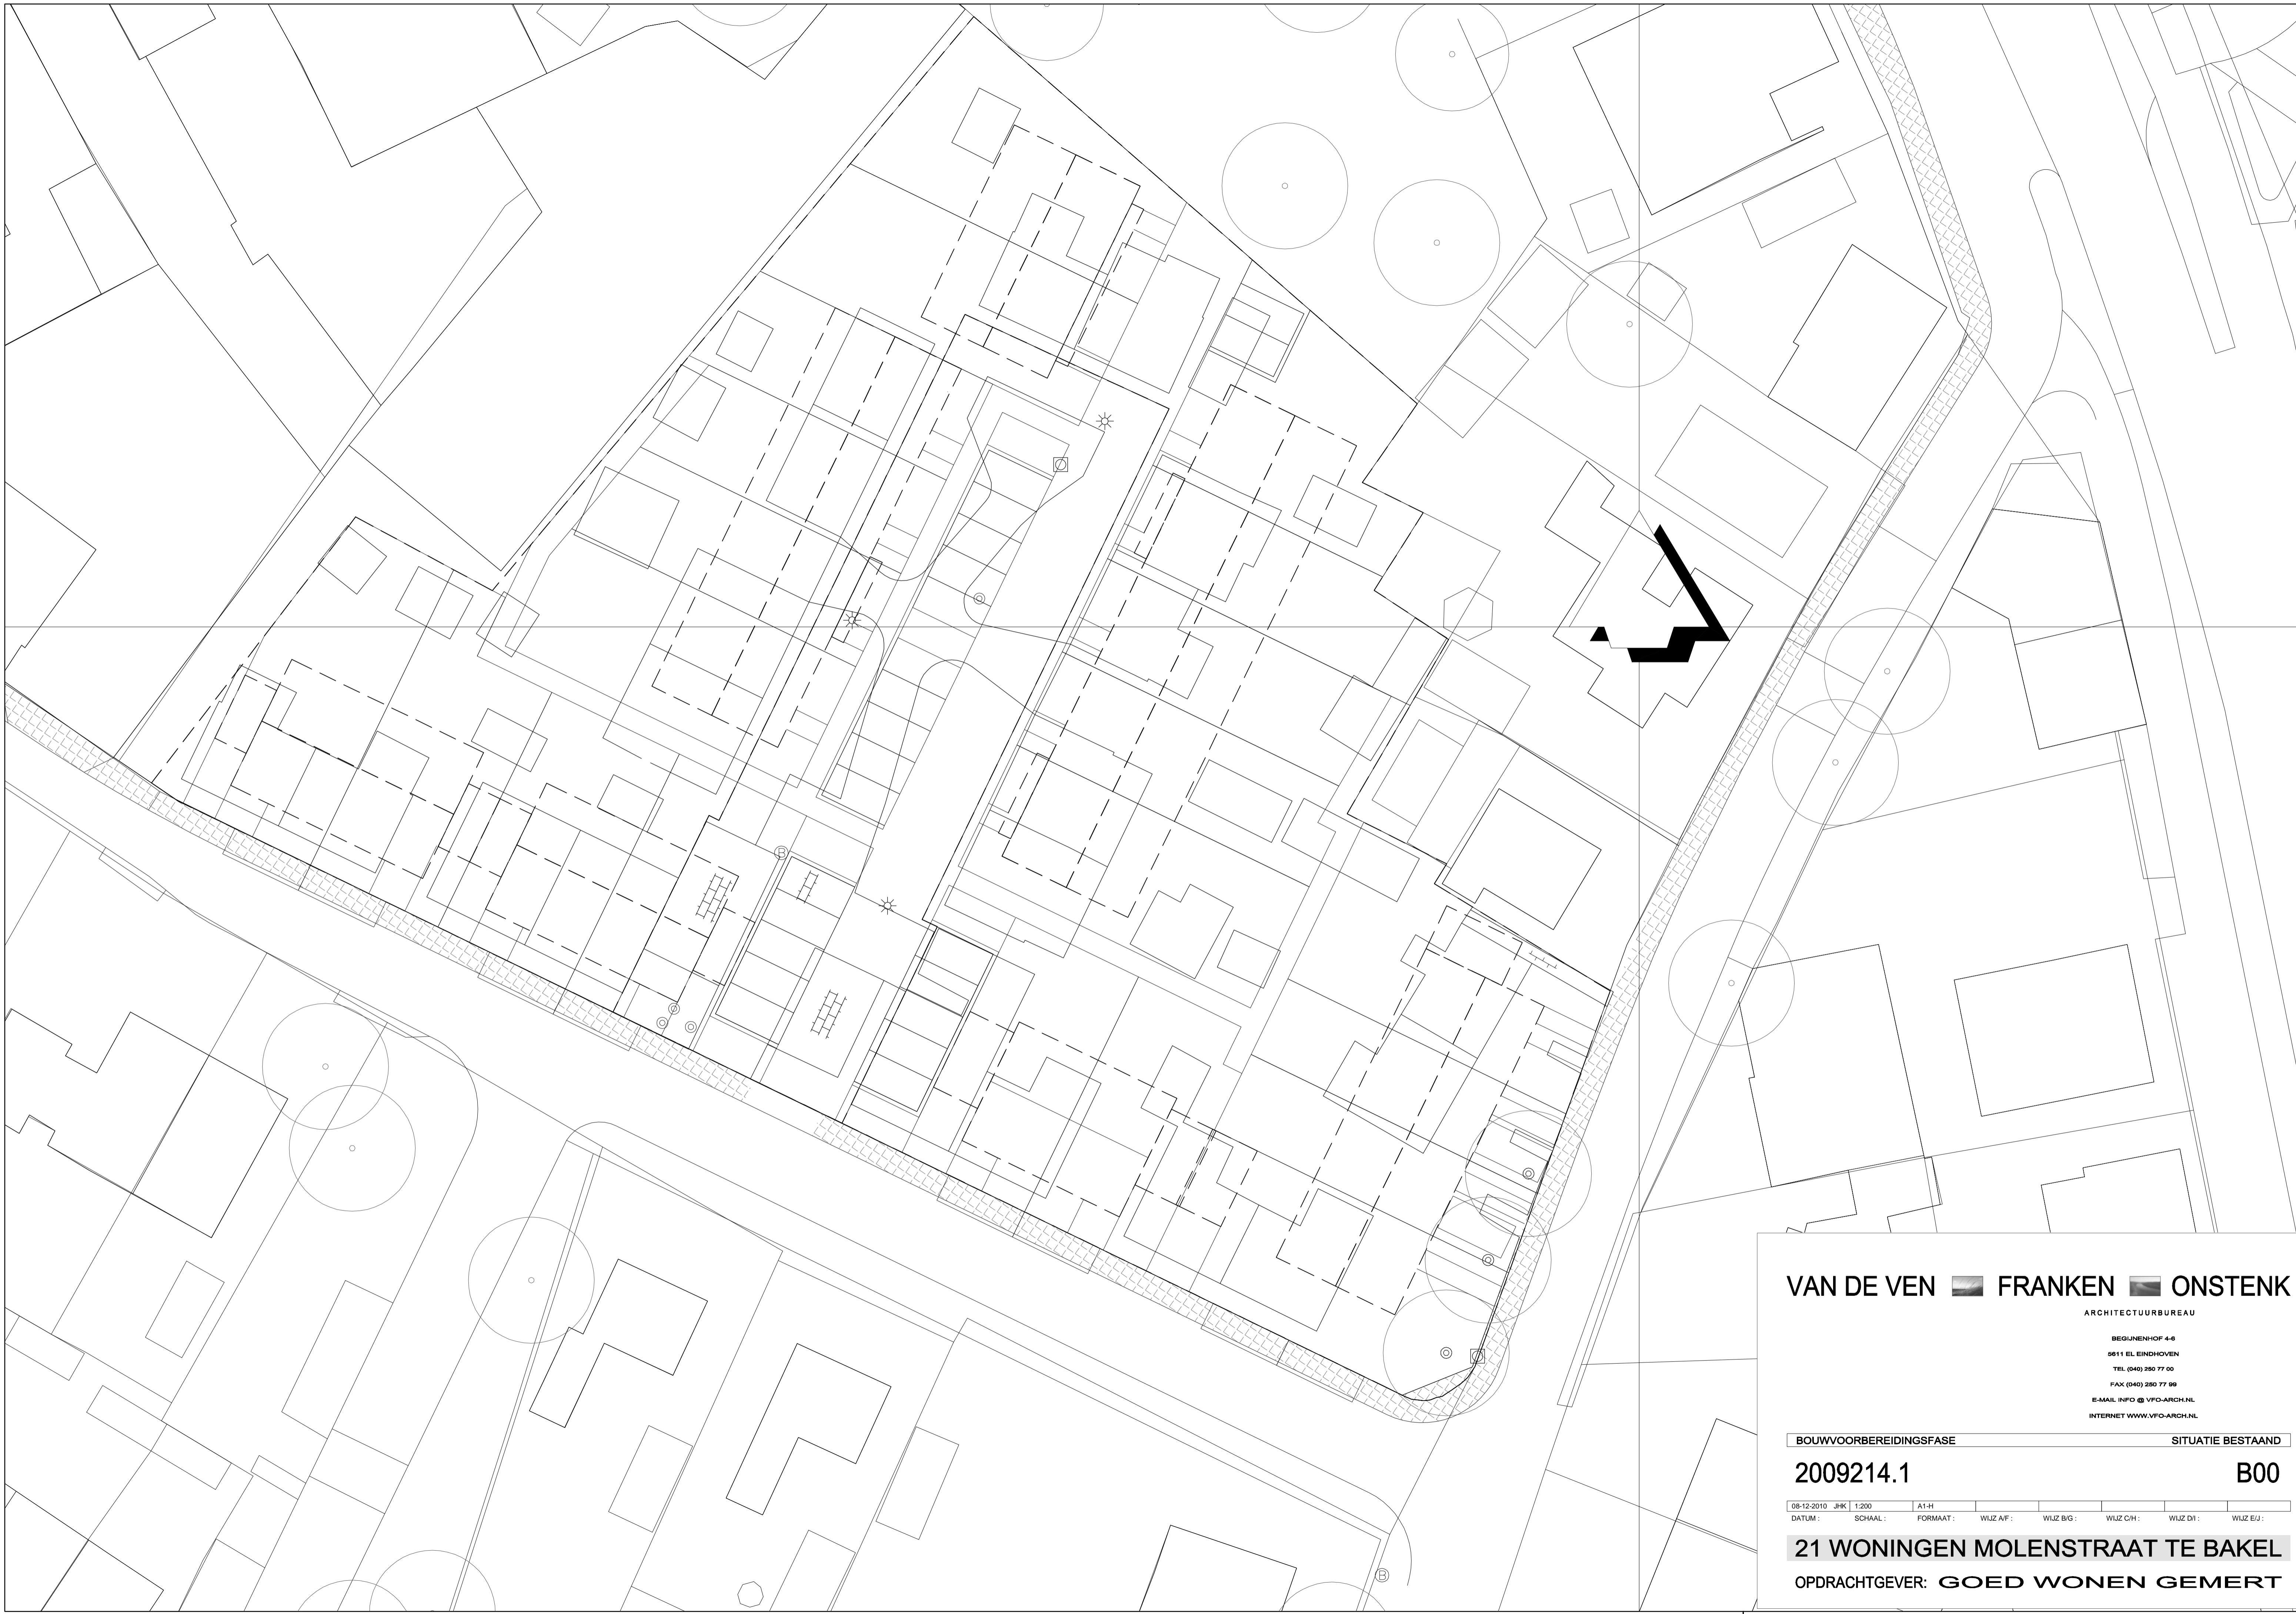 B
B
VAN DE VEN FRANKEN ONSTENK
ARCHITECTUURBUREAU
BEGIJNENHOF 4-6
5611 EL EINDHOVEN
TEL (040) 250 77 00
FAX (040) 250 77 99
E-MAIL INFO @ VFO-ARCH.NL
INTERNET WWW.VFO-ARCH.NL
BOUWVOORBEREIDINGSFASE SITUATIE BESTAAND
2009214.1 B00
08-12-2010 JHK 1:200 A1-H
DATUM : SCHAAL : FORMAAT : WIJZ A/F : WIJZ B/G : WIJZ C/H : WIJZ D/I : WIJZ E/J :
21 WONINGEN MOLENSTRAAT TE BAKEL
OPDRACHTGEVER: GOED WONEN GEMERT